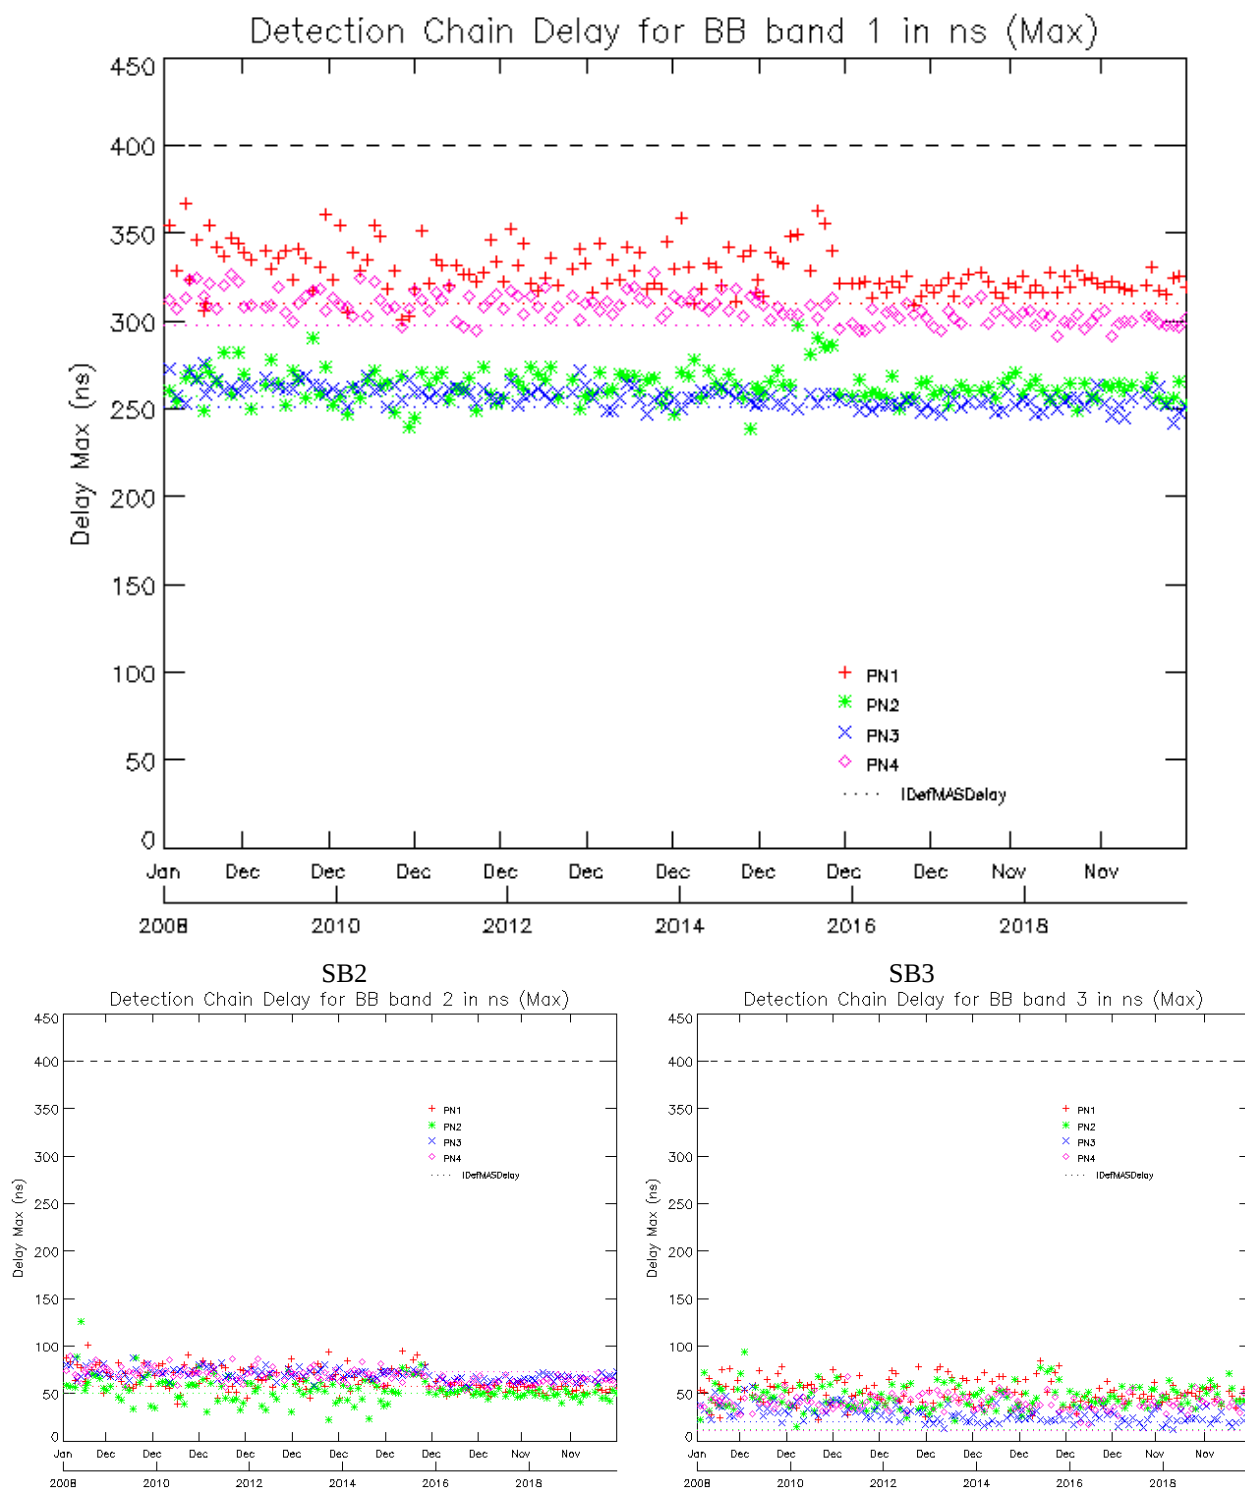 Detection Chain Delay for BB band 1 in ns (Max)
450
400
350
300
250
200
150
100
50
0
Delay Max (ns)
PN1
PN2
PN3
PN4
IDefMASDelay
Jan Dec Dec Dec Dec Dec Dec Dec Dec Dec Nov Nov
2008 2010 2012 2014 2016 2018
SB2 SB3
Detection Chain Delay for BB band 2 in ns (Max)
450
400
350
300
250
200
150
100
50
0
Delay Max (ns)
PN1
PN2
PN3
PN4
IDefMASDelay
Jan Dec Dec Dec Dec Dec Dec Dec Dec Dec Nov Nov
2008 2010 2012 2014 2016 2018
Detection Chain Delay for BB band 3 in ns (Max)
450
400
350
300
250
200
150
100
50
0
Delay Max (ns)
PN1
PN2
PN3
PN4
IDefMASDelay
Jan Dec Dec Dec Dec Dec Dec Dec Dec Dec Nov Nov
2008 2010 2012 2014 2016 2018